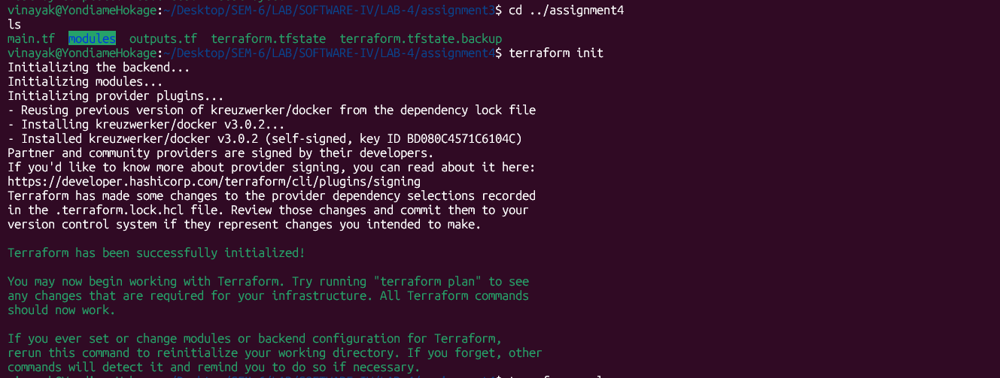 vinayak@YondiameHokage:~/Desktop/SEM-6/LAB/SOFTWARE-IV/LAB-4/assignment3$ cd ../assignment4
ls
main.tf  modules  outputs.tf  terraform.tfstate  terraform.tfstate.backup
vinayak@YondiameHokage:~/Desktop/SEM-6/LAB/SOFTWARE-IV/LAB-4/assignment4$ terraform init
Initializing the backend...
Initializing modules...
Initializing provider plugins...
- Reusing previous version of kreuzwerker/docker from the dependency lock file
- Installing kreuzwerker/docker v3.0.2...
- Installed kreuzwerker/docker v3.0.2 (self-signed, key ID BD080C4571C6104C)
Partner and community providers are signed by their developers.
If you'd like to know more about provider signing, you can read about it here:
https://developer.hashicorp.com/terraform/cli/plugins/signing
Terraform has made some changes to the provider dependency selections recorded
in the .terraform.lock.hcl file. Review those changes and commit them to your
version control system if they represent changes you intended to make.
Terraform has been successfully initialized!
You may now begin working with Terraform. Try running "terraform plan" to see
any changes that are required for your infrastructure. All Terraform commands
should now work.
If you ever set or change modules or backend configuration for Terraform,
rerun this command to reinitialize your working directory. If you forget, other
commands will detect it and remind you to do so if necessary.